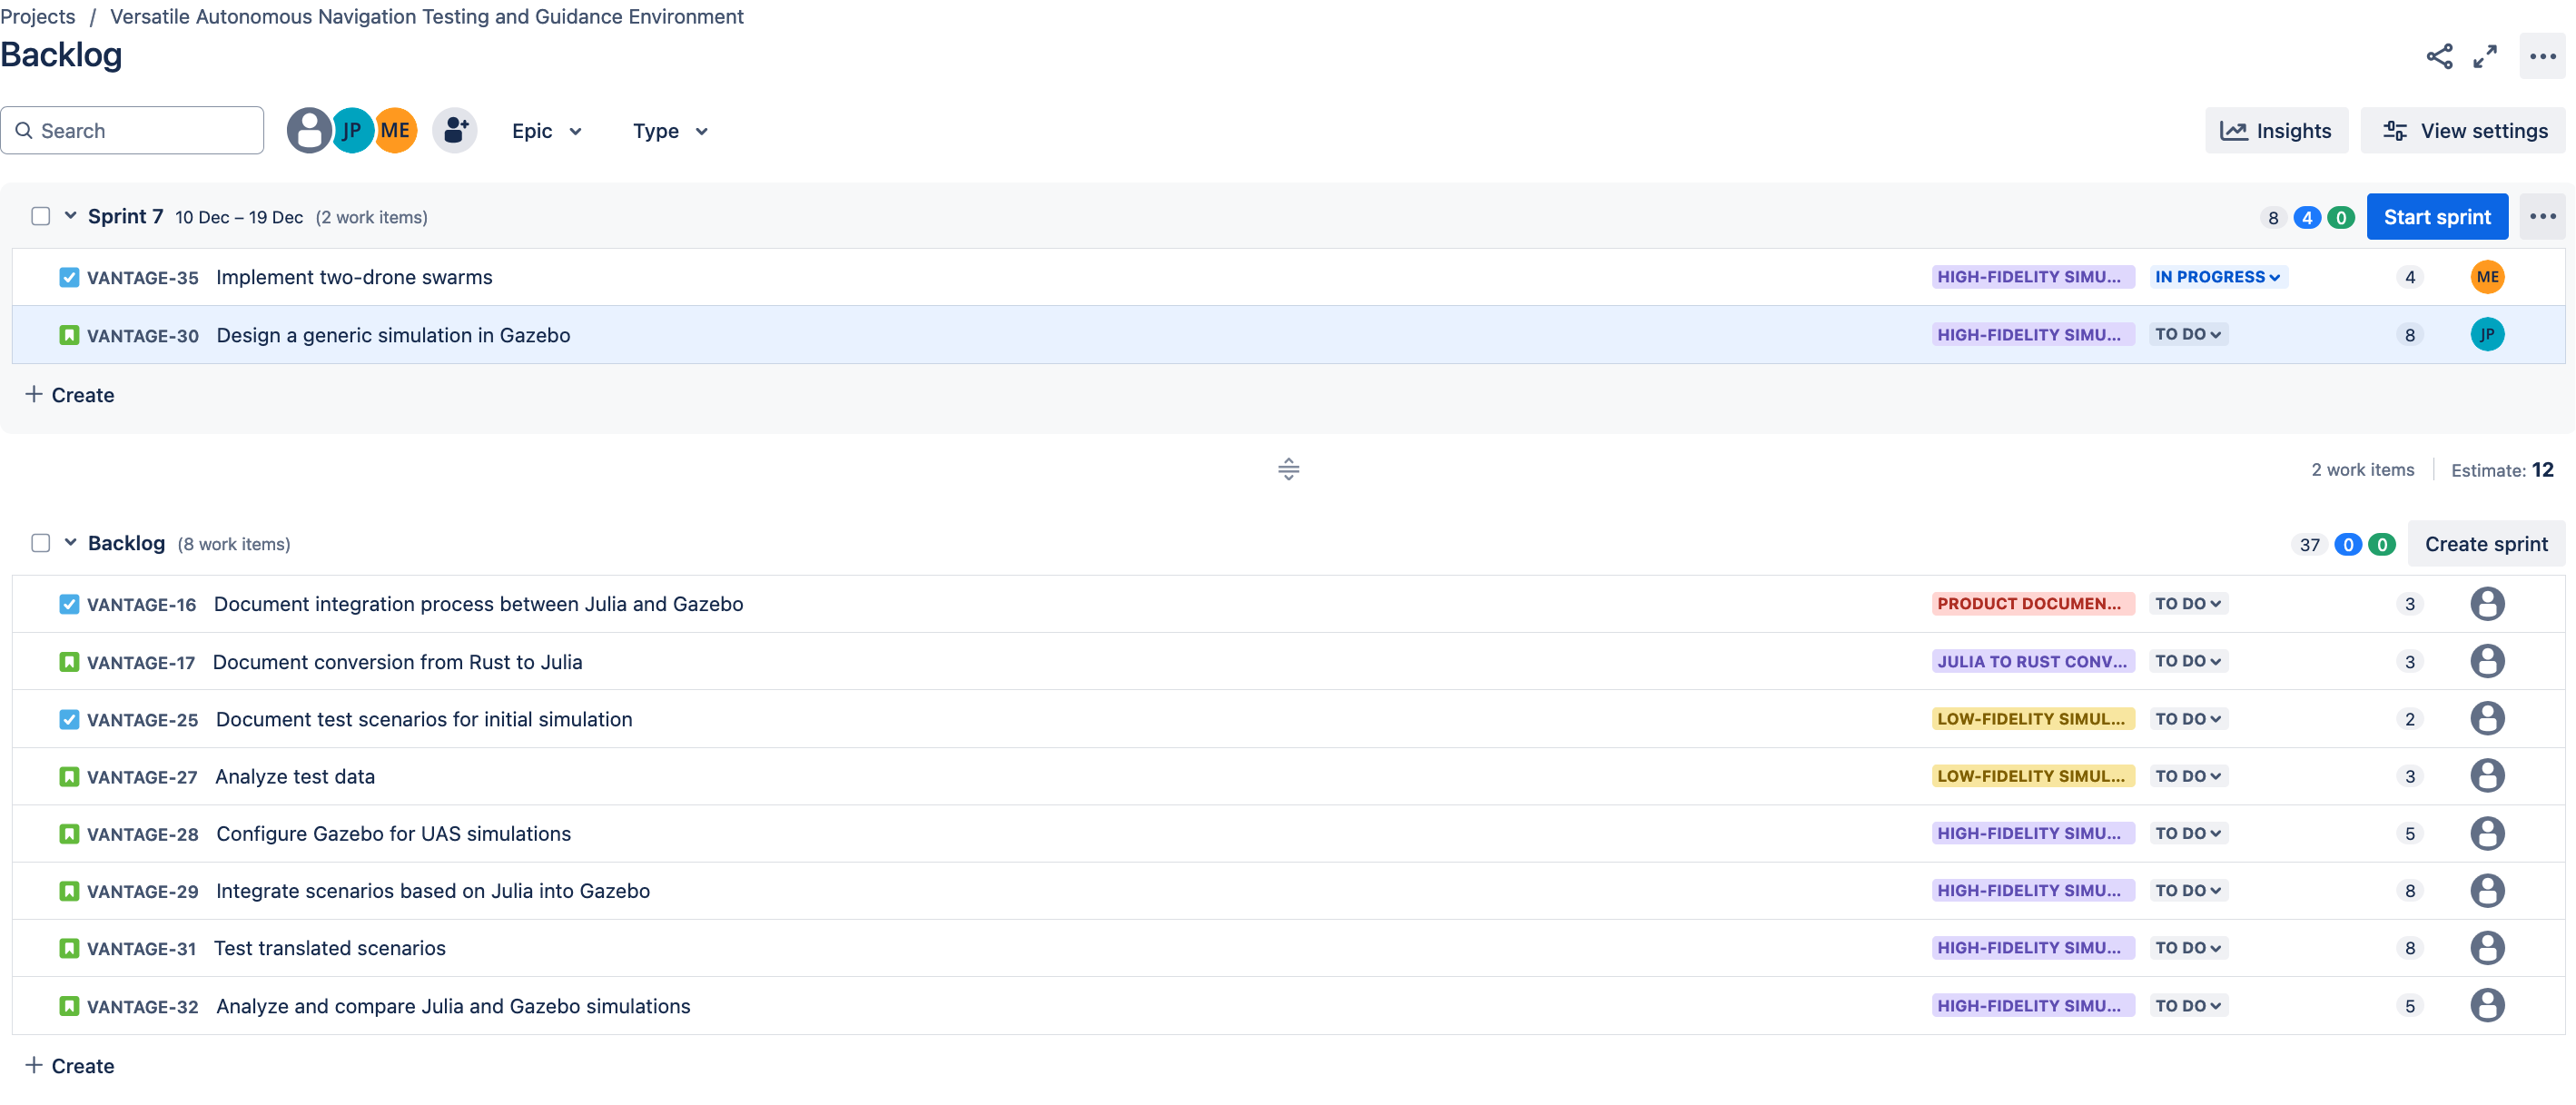 Projects / Versatile Autonomous Navigation Testing and Guidance Environment
Backlog
Search JP ME Epic Type Insights View settings
Sprint 7 10 Dec – 19 Dec (2 work items) 8 4 0 Start sprint
VANTAGE-35 Implement two-drone swarms HIGH-FIDELITY SIMU... IN PROGRESS 4 ME
VANTAGE-30 Design a generic simulation in Gazebo HIGH-FIDELITY SIMU... TO DO 8 JP
+ Create
2 work items Estimate: 12
Backlog (8 work items) 37 0 0 Create sprint
VANTAGE-16 Document integration process between Julia and Gazebo PRODUCT DOCUMEN... TO DO 3
VANTAGE-17 Document conversion from Rust to Julia JULIA TO RUST CONV... TO DO 3
VANTAGE-25 Document test scenarios for initial simulation LOW-FIDELITY SIMUL... TO DO 2
VANTAGE-27 Analyze test data LOW-FIDELITY SIMUL... TO DO 3
VANTAGE-28 Configure Gazebo for UAS simulations HIGH-FIDELITY SIMU... TO DO 5
VANTAGE-29 Integrate scenarios based on Julia into Gazebo HIGH-FIDELITY SIMU... TO DO 8
VANTAGE-31 Test translated scenarios HIGH-FIDELITY SIMU... TO DO 8
VANTAGE-32 Analyze and compare Julia and Gazebo simulations HIGH-FIDELITY SIMU... TO DO 5
+ Create